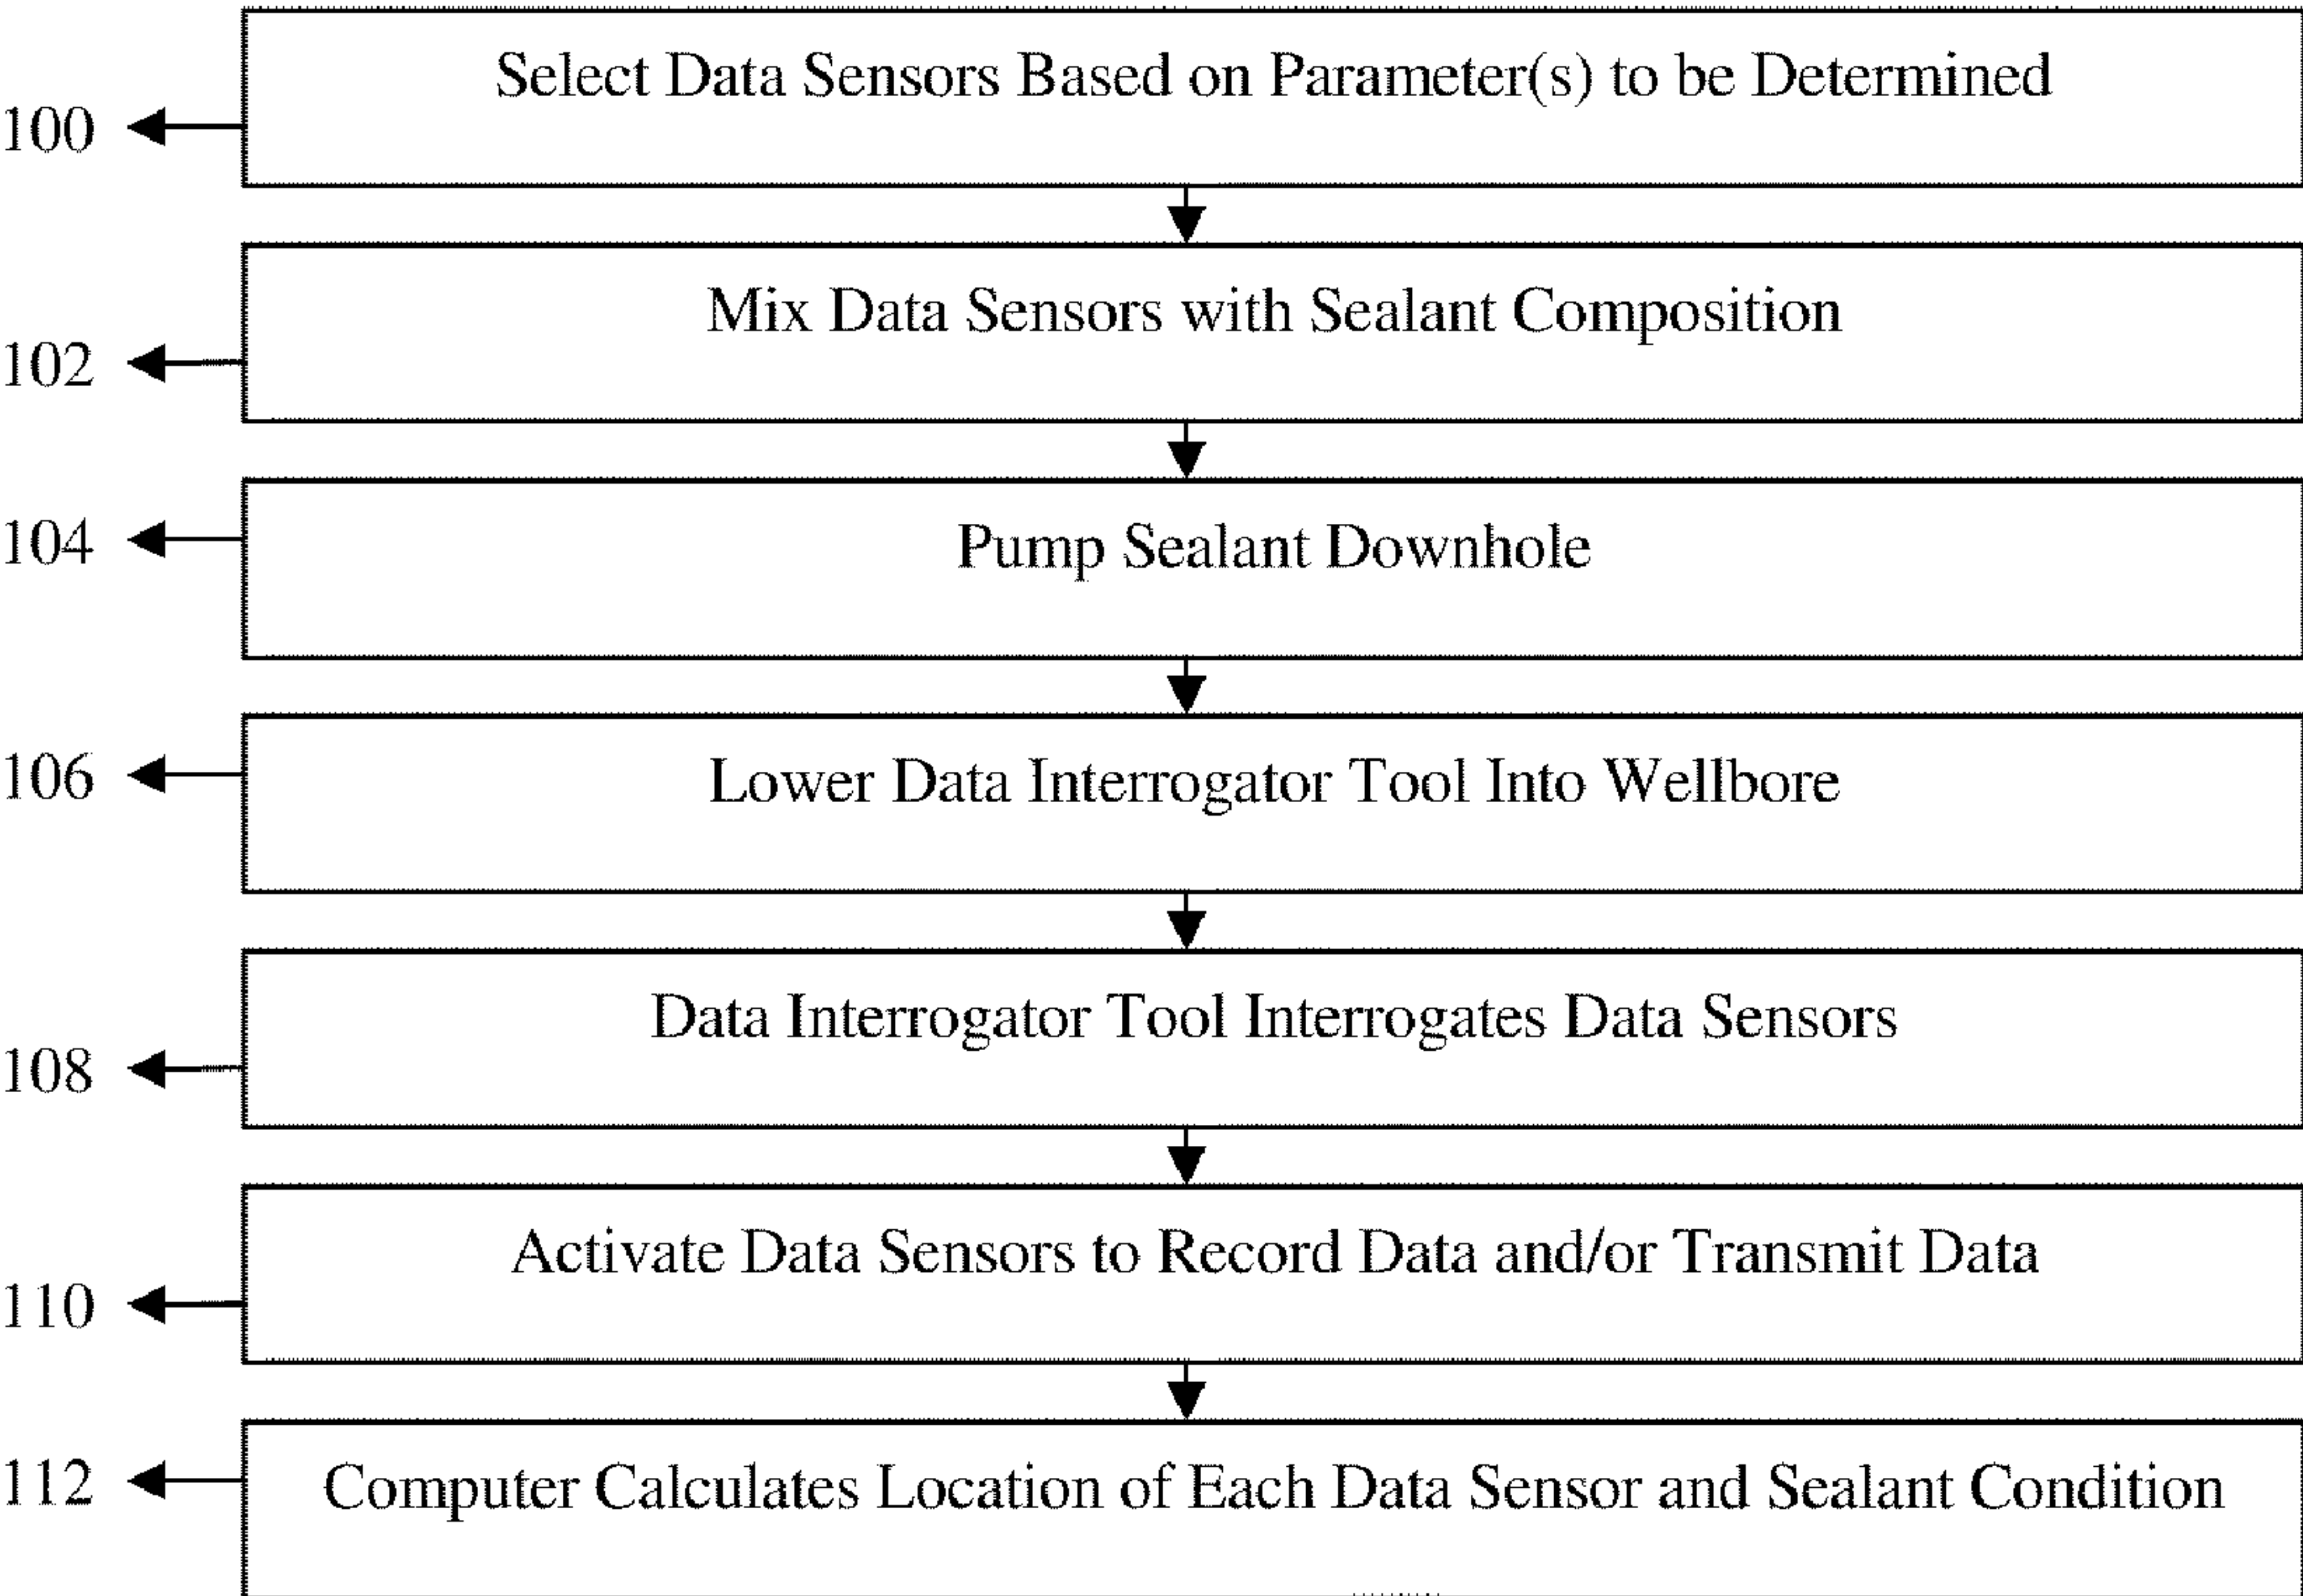 Select Data Sensors Based on Parameter(s) to be Determined
100
Mix Data Sensors with Sealant Composition
102
Pump Sealant Downhole
104
Lower Data Interrogator Tool Into Wellbore
106
Data Interrogator Tool Interrogates Data Sensors
108
Activate Data Sensors to Record Data and/or Transmit Data
110
Computer Calculates Location of Each Data Sensor and Sealant Condition
112